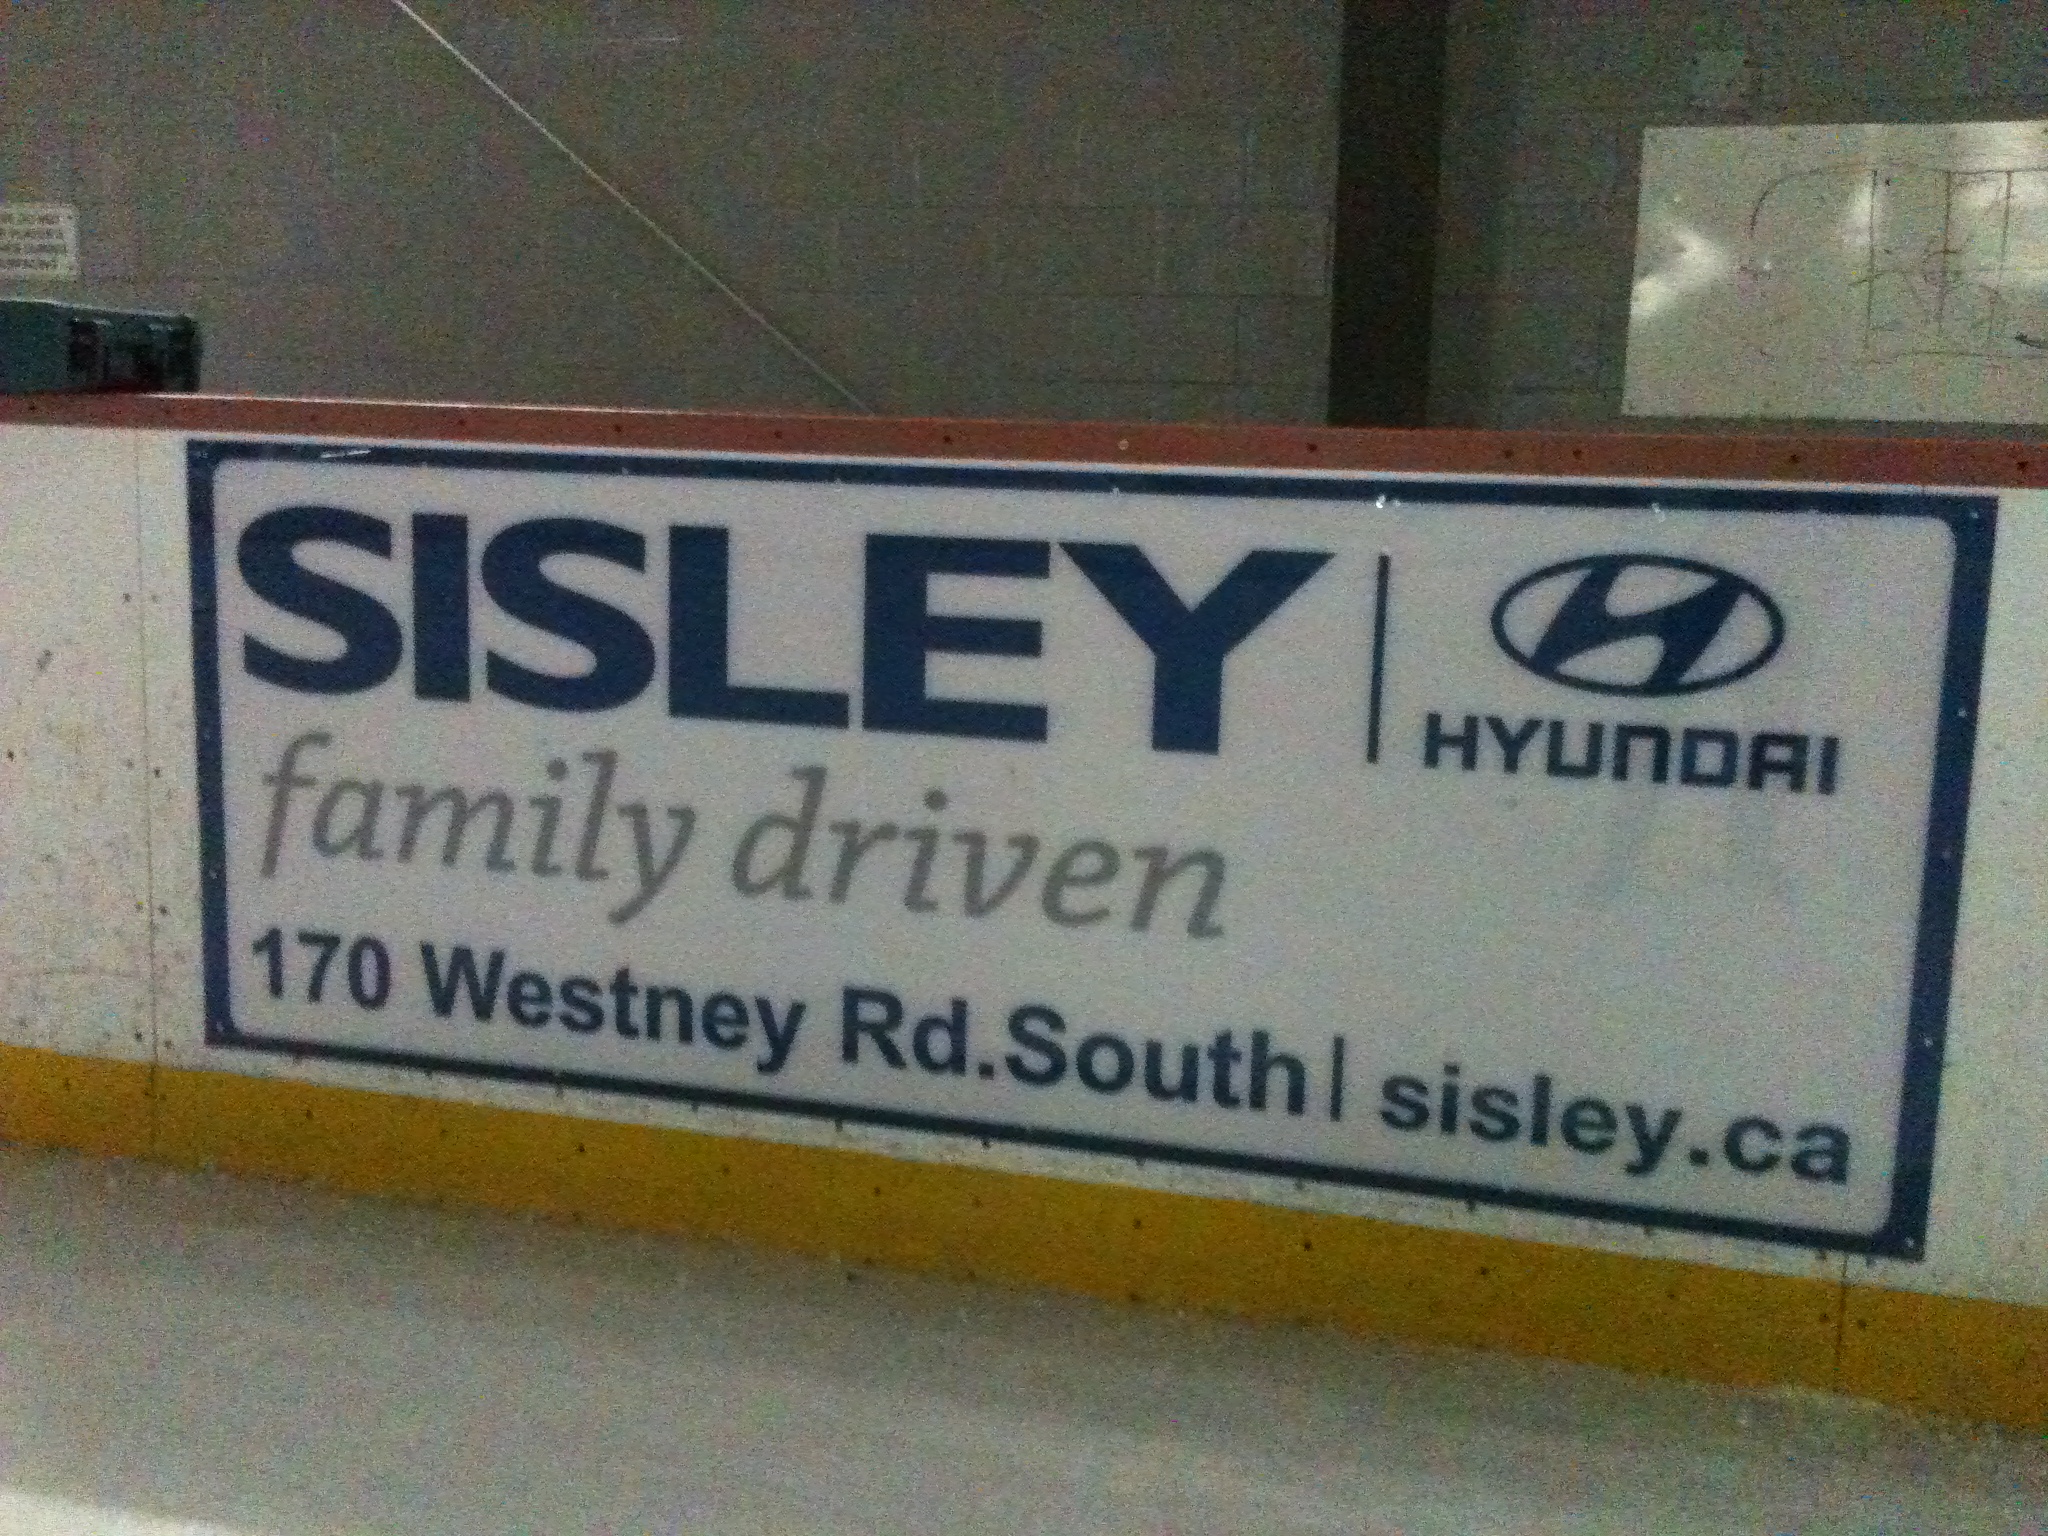 SISLEY
HYUNDAI
family driven
170 Westney Rd.South | sisley.ca